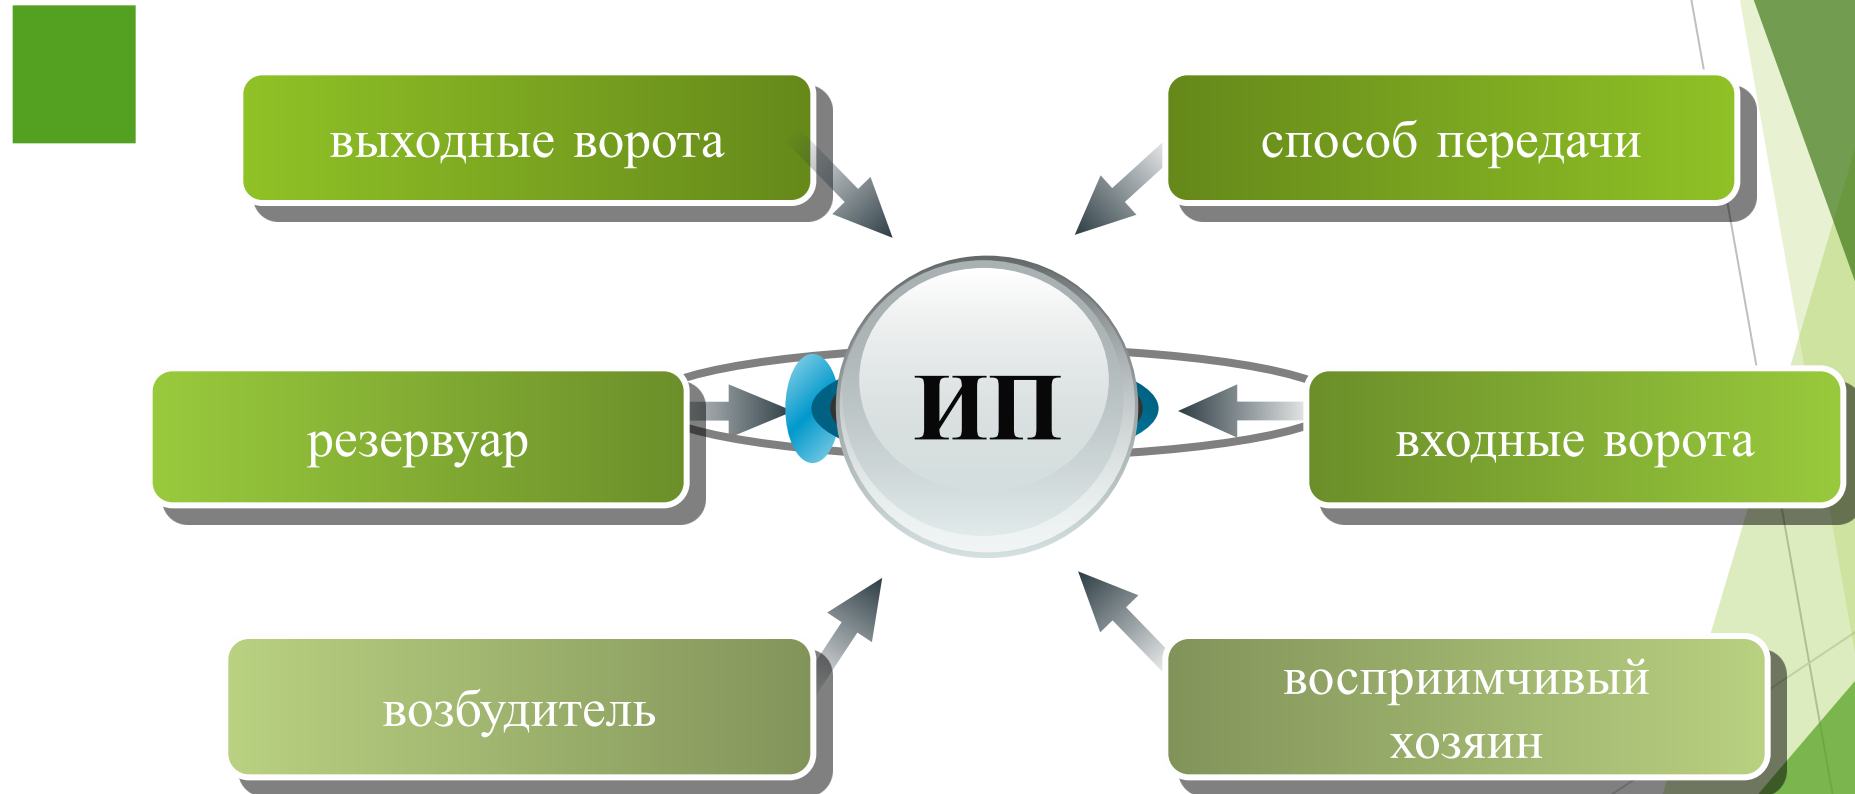 выходные ворота
способ передачи
ИП
резервуар
входные ворота
возбудитель
восприимчивый
хозяин